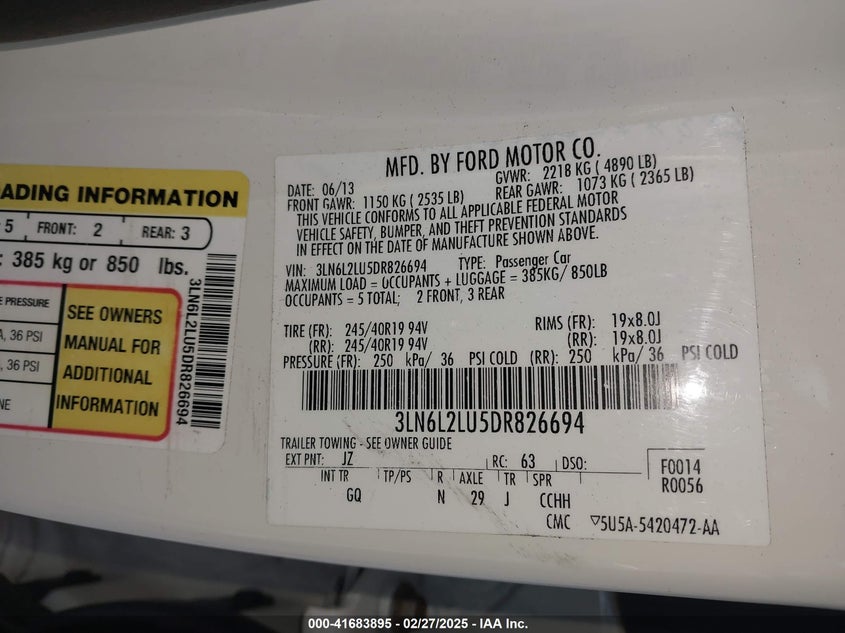 ADING INFORMATION
5 FRONT: 2 REAR: 3
: 385 kg or 850 lbs.
E PRESSURE
A, 36 PSI
, 36 PSI
NE
SEE OWNERS
MANUAL FOR
ADDITIONAL
INFORMATION
3LN6L2LU5DR826694
MFD. BY FORD MOTOR CO.
DATE: 06/13 GVWR: 2218 KG ( 4890 LB)
FRONT GAWR: 1150 KG ( 2535 LB) REAR GAWR: 1073 KG ( 2365 LB)
THIS VEHICLE CONFORMS TO ALL APPLICABLE FEDERAL MOTOR
VEHICLE SAFETY, BUMPER, AND THEFT PREVENTION STANDARDS
IN EFFECT ON THE DATE OF MANUFACTURE SHOWN ABOVE.
VIN: 3LN6L2LU5DR826694 TYPE: Passenger Car
MAXIMUM LOAD = OCCUPANTS + LUGGAGE = 385KG/ 850LB
OCCUPANTS = 5 TOTAL; 2 FRONT, 3 REAR
TIRE (FR): 245/40R19 94V RIMS (FR): 19x8.0J
(RR): 245/40R19 94V (RR): 19x8.0J
PRESSURE (FR): 250 kPa/ 36 PSI COLD (RR): 250 kPa/ 36 PSI COLD
3LN6L2LU5DR826694
TRAILER TOWING - SEE OWNER GUIDE
EXT PNT: JZ RC: 63 DSO:
F0014
R0056
INT TR TP/PS R AXLE TR SPR
GQ N 29 J CCHH
CMC ▽5U5A-5420472-AA
000-41683895 - 02/27/2025 - IAA Inc.